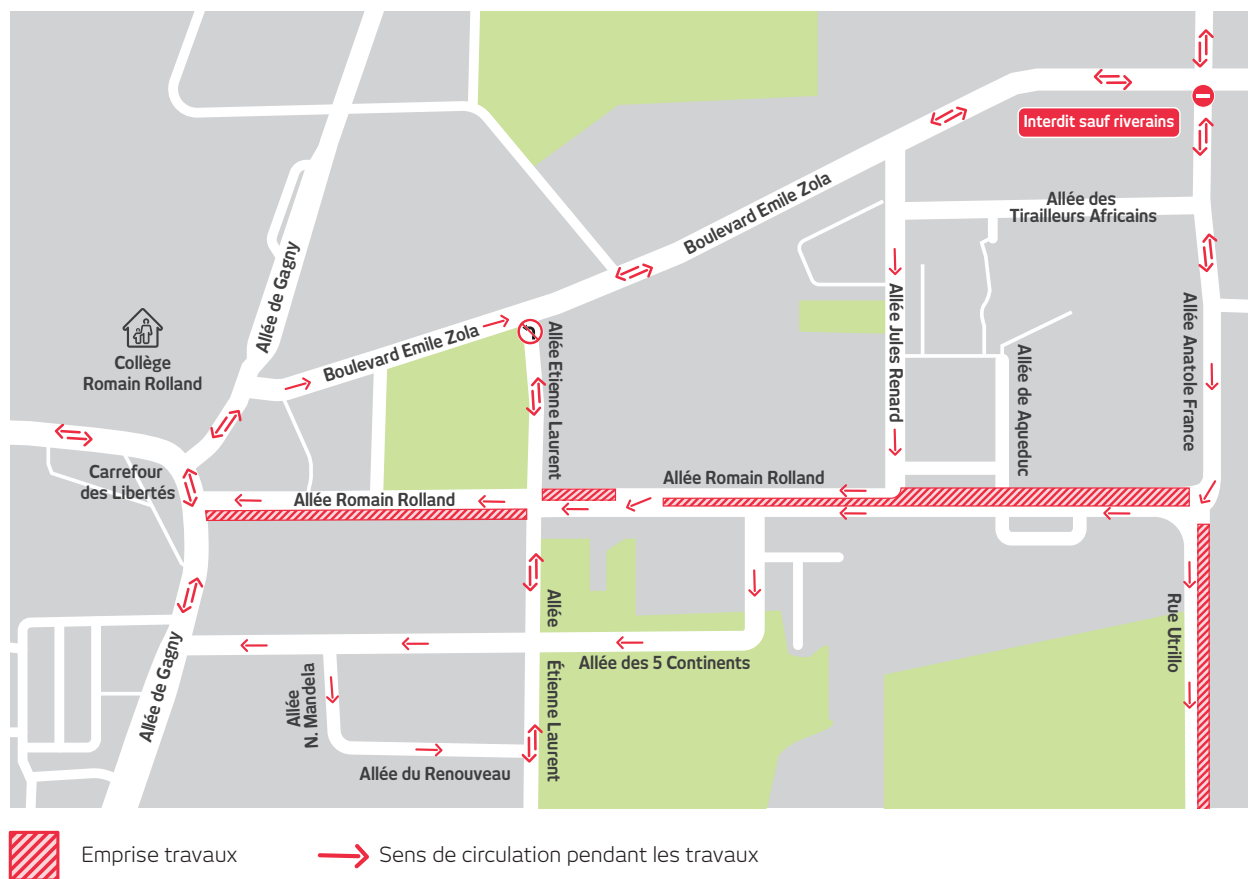 Interdit sauf riverains
Allée des
Tirailleurs Africains
Boulevard Emile Zola
Allée de Gagny
Allée Jules Renard
Allée Anatole France
Collège
Romain Rolland
Boulevard Emile Zola
Allée Etienne Laurent
Allée de Aqueduc
Carrefour
des Libertés
Allée Romain Rolland
Allée Romain Rolland
Allée
Étienne Laurent
Rue Utrillo
Allée de Gagny
Allée
N. Mandela
Allée des 5 Continents
Allée du Renouveau
Emprise travaux
Sens de circulation pendant les travaux